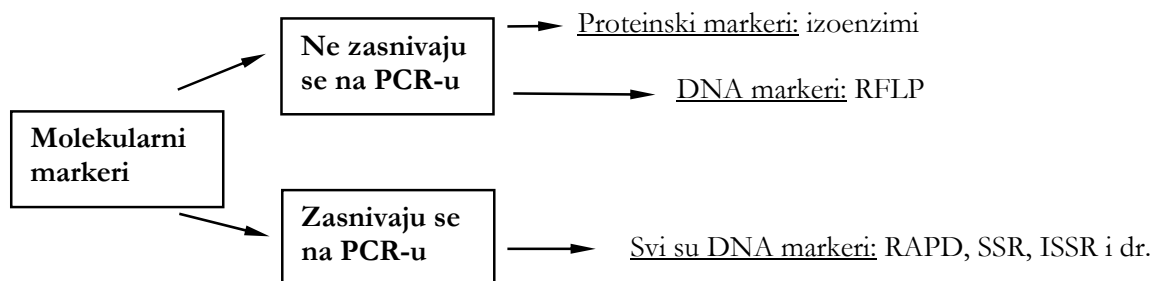 Molekularni
markeri
Ne zasnivaju
se na PCR-u
Proteinski markeri: izoenzimi
DNA markeri: RFLP
Zasnivaju se
na PCR-u
Svi su DNA markeri: RAPD, SSR, ISSR i dr.